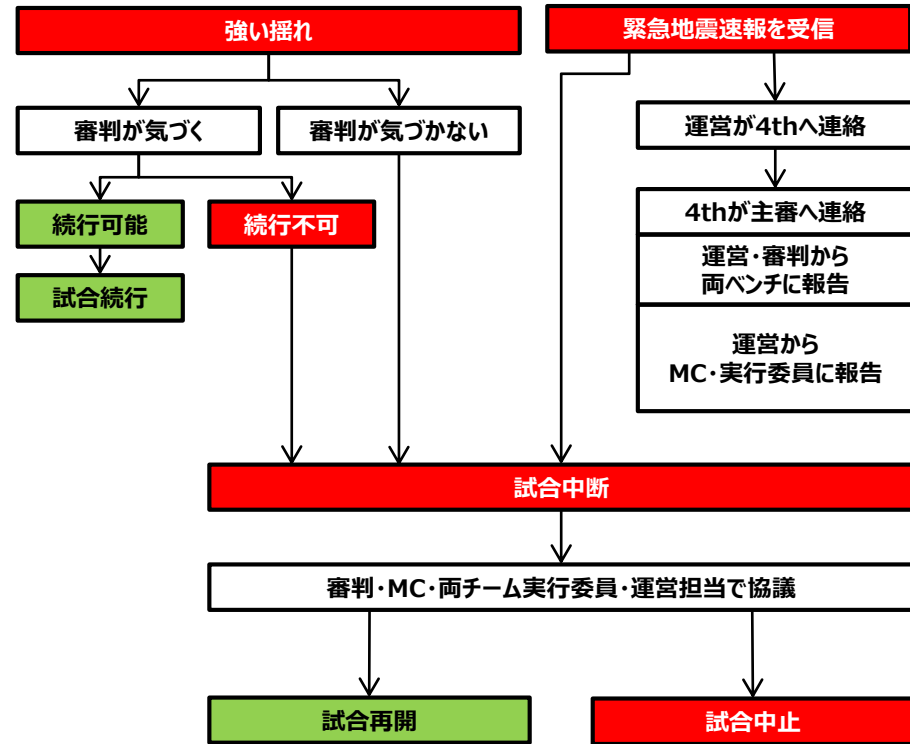 強い揺れ
緊急地震速報を受信
審判が気づく
審判が気づかない
運営が4thへ連絡
続行可能
続行不可
4thが主審へ連絡
運営・審判から
両ベンチに報告
試合続行
運営から
MC・実行委員に報告
試合中断
審判・MC・両チーム実行委員・運営担当で協議
試合再開
試合中止